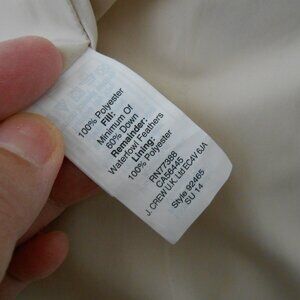 100% Polyester
Fill:
Minimum Of
60% Down
Remainder:
Waterfowl Feathers
Lining:
100% Polyester
RN77388
CA56445
J. CREW U.K. Ltd EC4V 6JA
Style 92465
SU 14